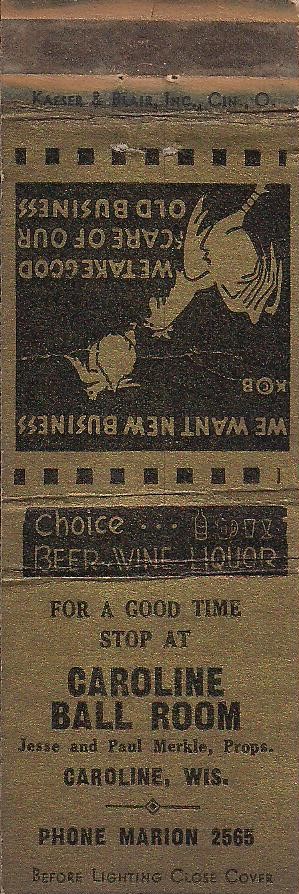 KAESER & BLAIR, INC., CIN., O.
WE WANT NEW BUSINESS
K©B
WE TAKE GOOD
CARE OF OUR
OLD BUSINESS
Choice ...
BEER-WINE LIQUOR
FOR A GOOD TIME
STOP AT
CAROLINE
BALL ROOM
Jesse and Paul Merkle, Props.
CAROLINE, WIS.
PHONE MARION 2565
BEFORE LIGHTING CLOSE COVER